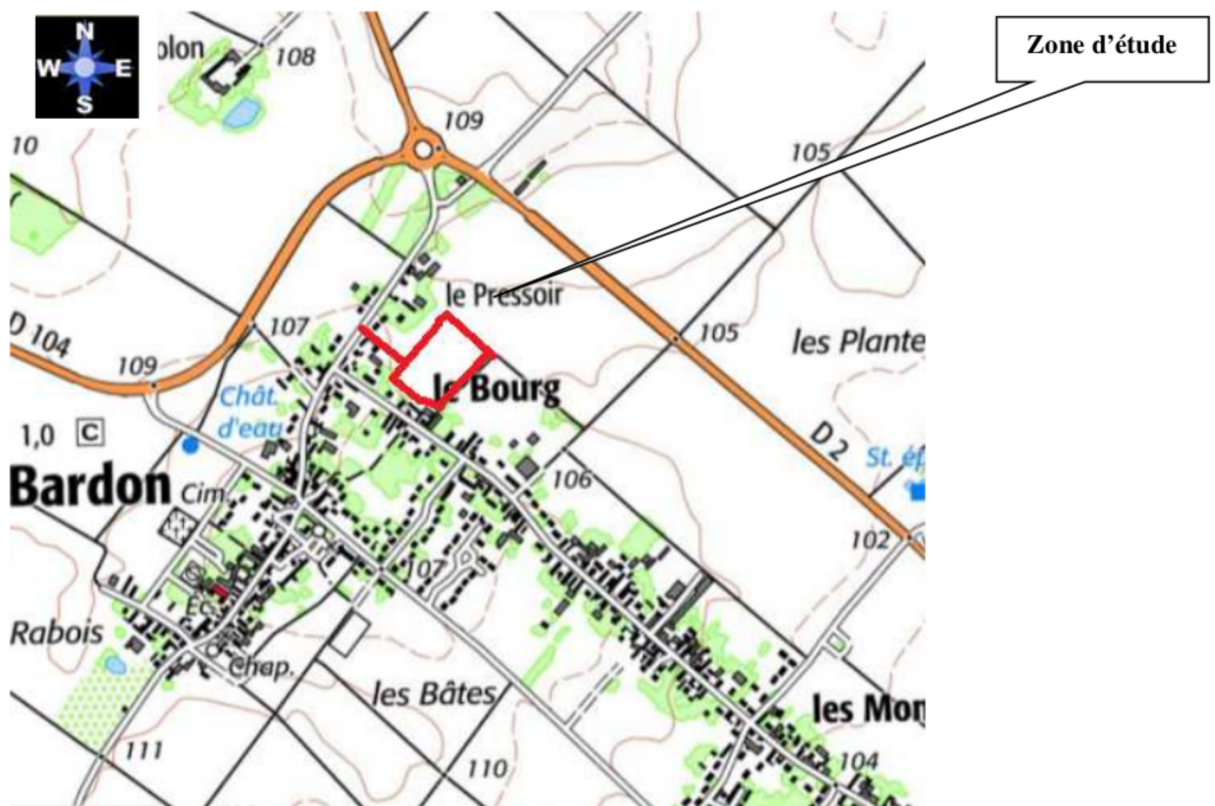 N
W E
S
olon
108
Zone d'étude
109
10
105
le Pressoir
107
105
les Plante
D 104
109
le Bourg
Chât.
d'eau
1,0 C
D 2
St. ép
Bardon
Cim.
106
102
107
Éc.
Rabois
Chap.
les Bâtes
les Mon
111
110
104